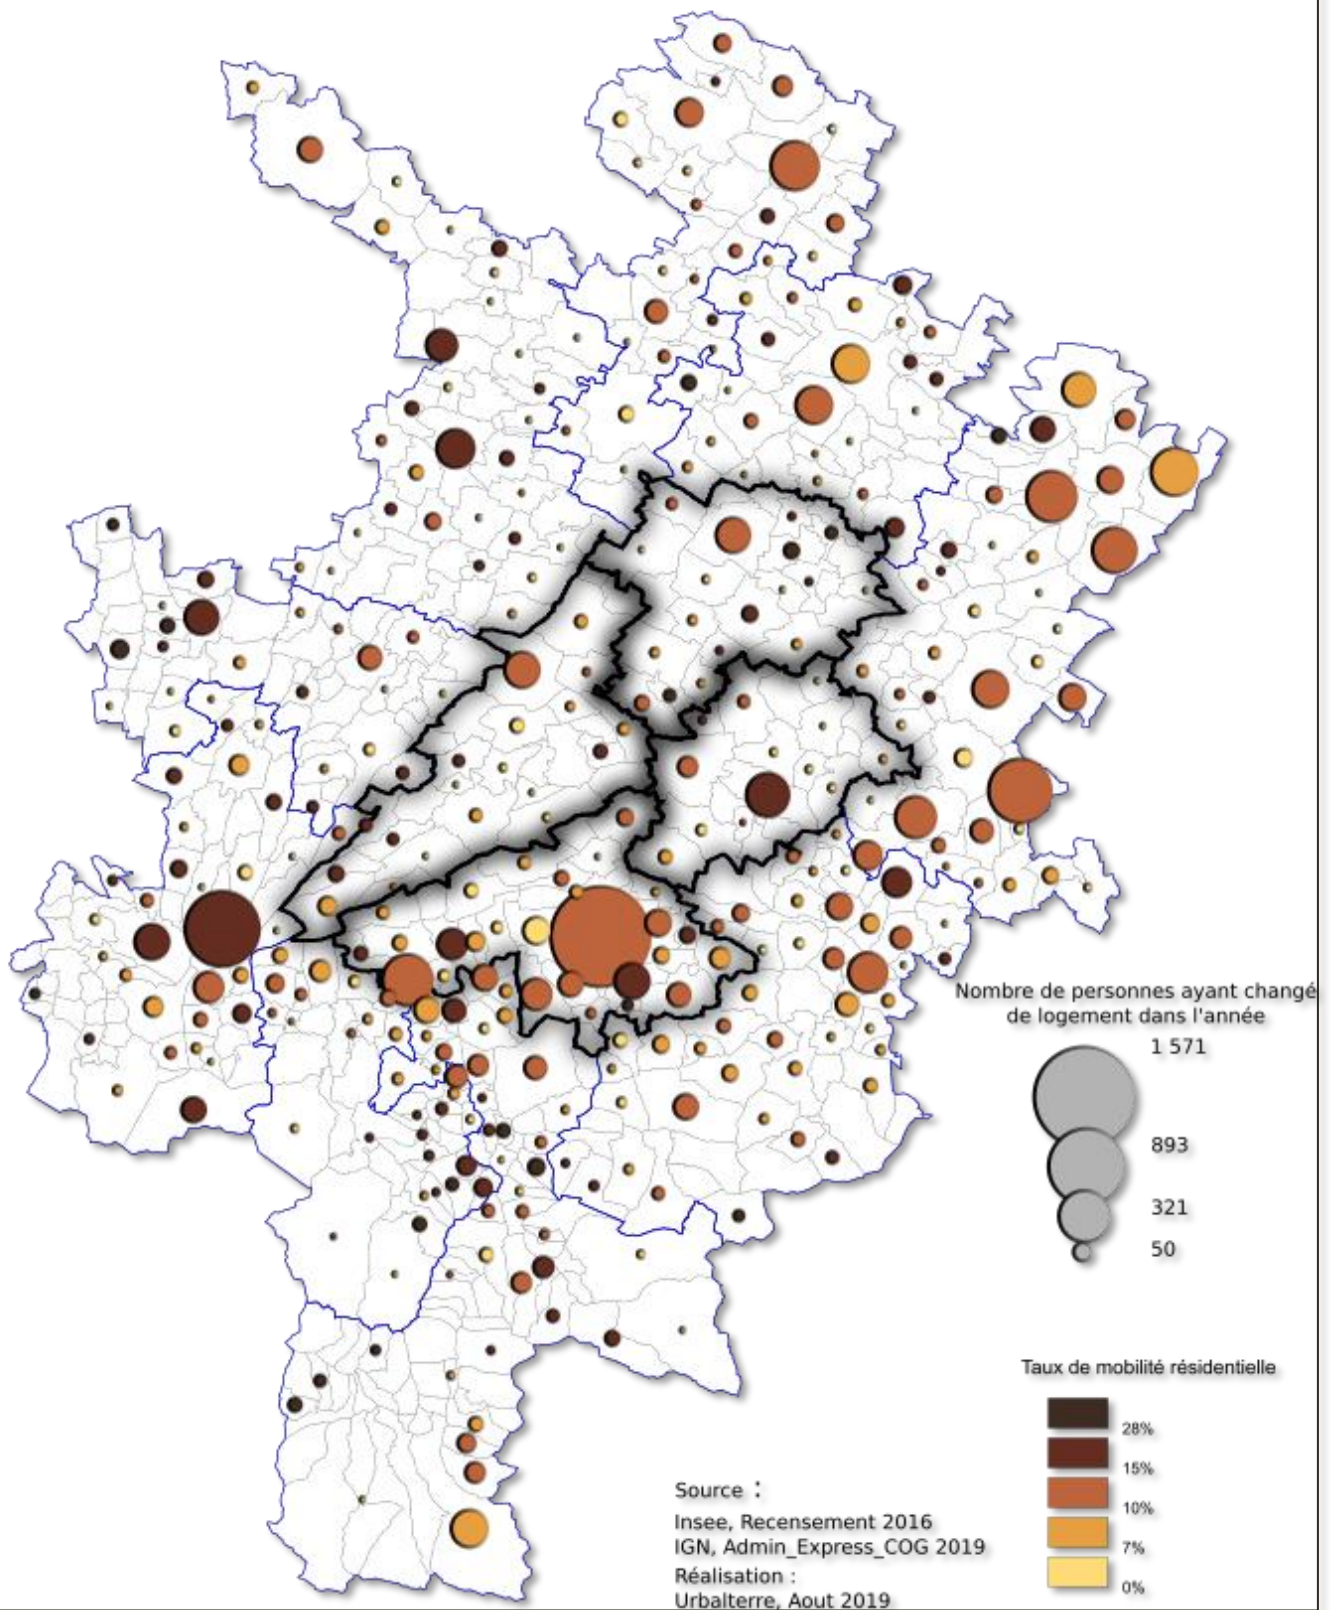 Nombre de personnes ayant changé
de logement dans l'année
1 571
893
321
50
Taux de mobilité résidentielle
28%
15%
10%
7%
0%
Source :
Insee, Recensement 2016
IGN, Admin_Express_COG 2019
Réalisation :
Urbalterre, Aout 2019